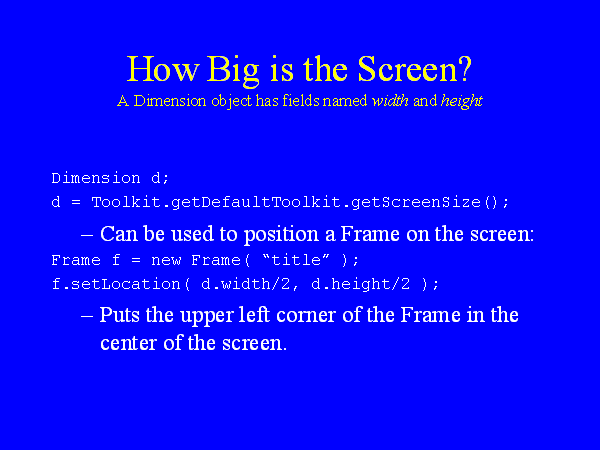 How Big is the Screen?
A Dimension object has fields named width and height
Dimension d;
d = Toolkit.getDefaultToolkit.getScreenSize();
– Can be used to position a Frame on the screen:
Frame f = new Frame( “title” );
f.setLocation( d.width/2, d.height/2 );
– Puts the upper left corner of the Frame in the
center of the screen.